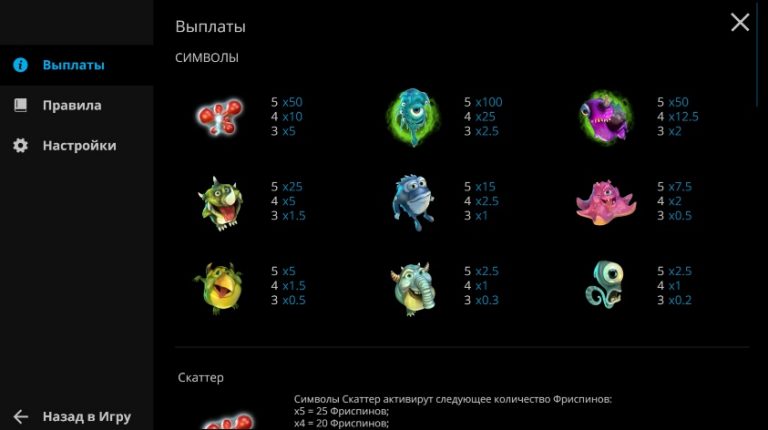 Выплаты
СИМВОЛЫ
Выплаты
Правила
Настройки
5 x50
4 x10
3 x5
5 x100
4 x25
3 x2.5
5 x50
4 x12.5
3 x2
5 x25
4 x5
3 x1.5
5 x15
4 x2.5
3 x1
5 x7.5
4 x2
3 x0.5
5 x5
4 x1.5
3 x0.5
5 x2.5
4 x1
3 x0.3
5 x2.5
4 x1
3 x0.2
Скаттер
Символы Скаттер активирут следующее количество Фриспинов:
x5 = 25 Фриспинов;
x4 = 20 Фриспинов;
Назад в Игру